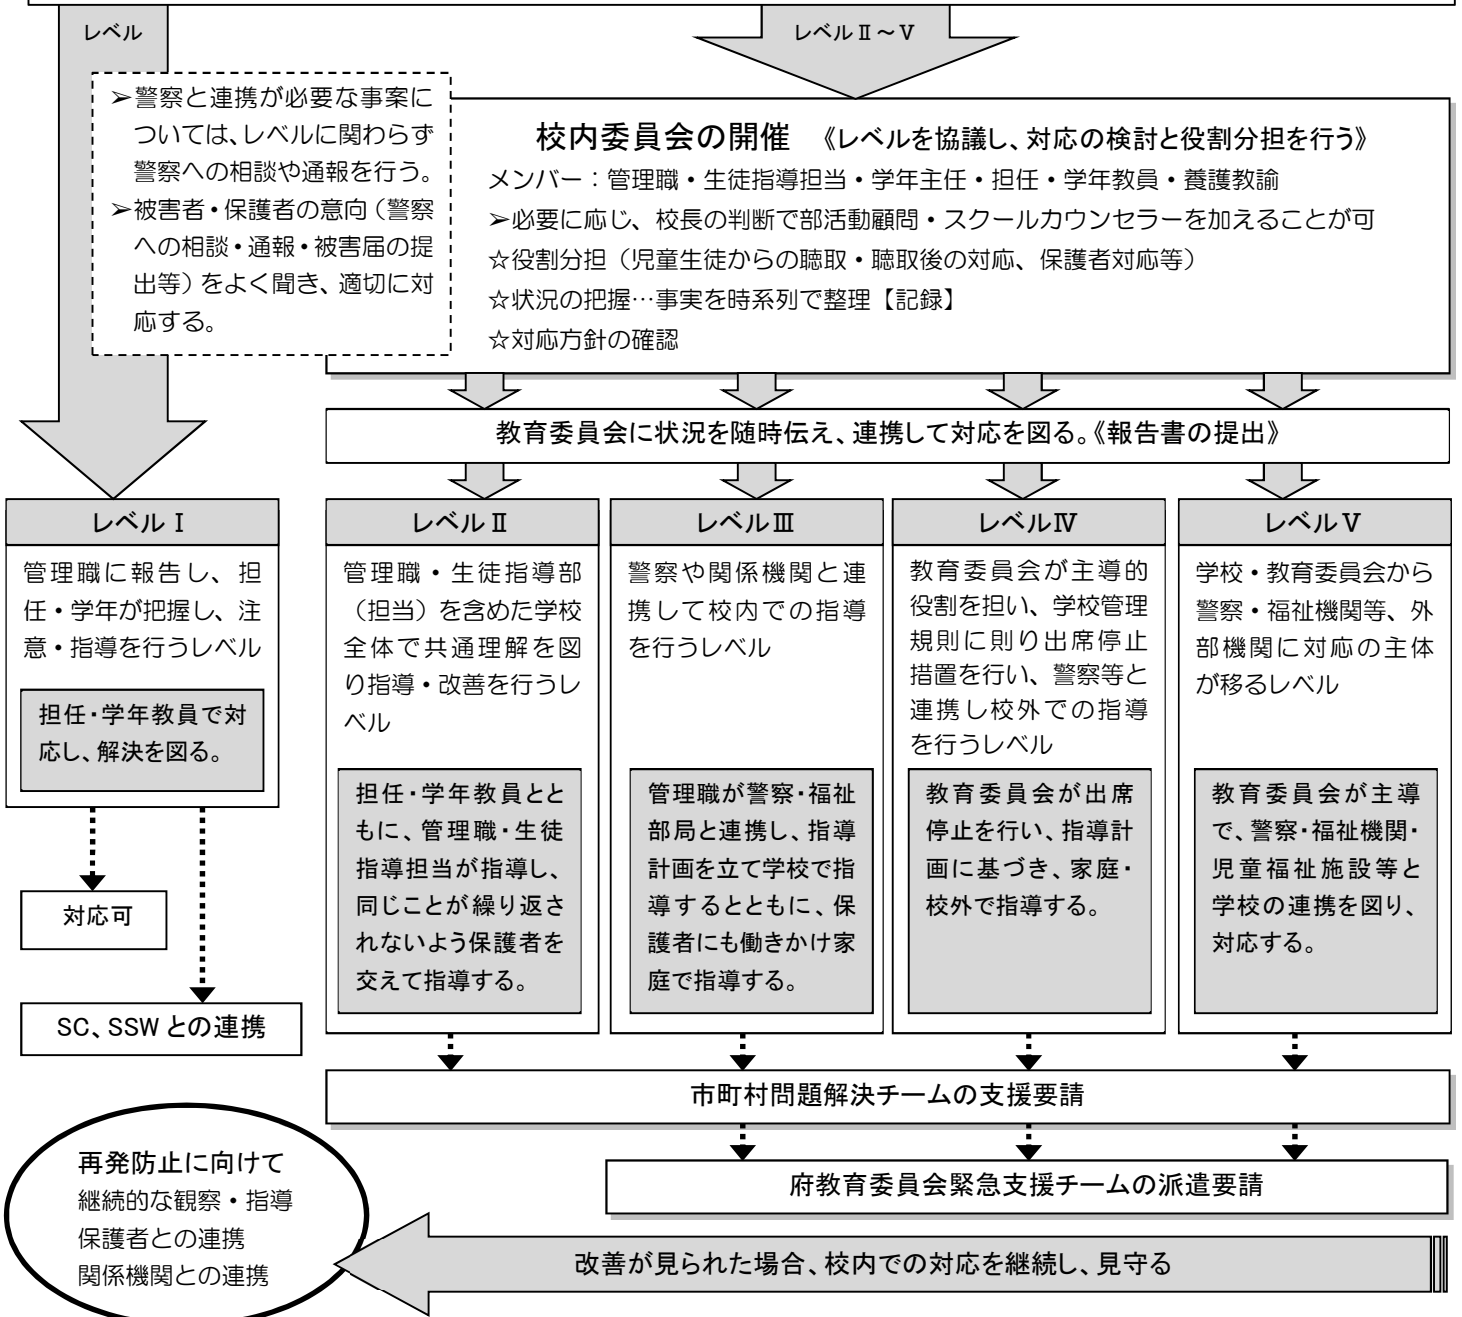 レベル
レベルⅡ～Ⅴ
➢警察と連携が必要な事案に
ついては、レベルに関わらず
警察への相談や通報を行う。
➢被害者・保護者の意向（警察
への相談・通報・被害届の提
出等）をよく聞き、適切に対
応する。
校内委員会の開催　《レベルを協議し、対応の検討と役割分担を行う》
メンバー：管理職・生徒指導担当・学年主任・担任・学年教員・養護教諭
➢必要に応じ、校長の判断で部活動顧問・スクールカウンセラーを加えることが可
☆役割分担（児童生徒からの聴取・聴取後の対応、保護者対応等）
☆状況の把握…事実を時系列で整理【記録】
☆対応方針の確認
教育委員会に状況を随時伝え、連携して対応を図る。《報告書の提出》
レベルⅠ
管理職に報告し、担
任・学年が把握し、注
意・指導を行うレベル
担任・学年教員で対
応し、解決を図る。
対応可
SC、SSWとの連携
レベルⅡ
管理職・生徒指導部
（担当）を含めた学校
全体で共通理解を図
り指導・改善を行うレ
ベル
担任・学年教員とと
もに、管理職・生徒
指導担当が指導し、
同じことが繰り返さ
れないよう保護者を
交えて指導する。
レベルⅢ
警察や関係機関と連
携して校内での指導
を行うレベル
管理職が警察・福祉
部局と連携し、指導
計画を立て学校で指
導するとともに、保
護者にも働きかけ家
庭で指導する。
レベルⅣ
教育委員会が主導的
役割を担い、学校管理
規則に則り出席停止
措置を行い、警察等と
連携し校外での指導
を行うレベル
教育委員会が出席
停止を行い、指導計
画に基づき、家庭・
校外で指導する。
レベルⅤ
学校・教育委員会から
警察・福祉機関等、外
部機関に対応の主体
が移るレベル
教育委員会が主導
で、警察・福祉機関・
児童福祉施設等と
学校の連携を図り、
対応する。
市町村問題解決チームの支援要請
府教育委員会緊急支援チームの派遣要請
改善が見られた場合、校内での対応を継続し、見守る
再発防止に向けて
継続的な観察・指導
保護者との連携
関係機関との連携